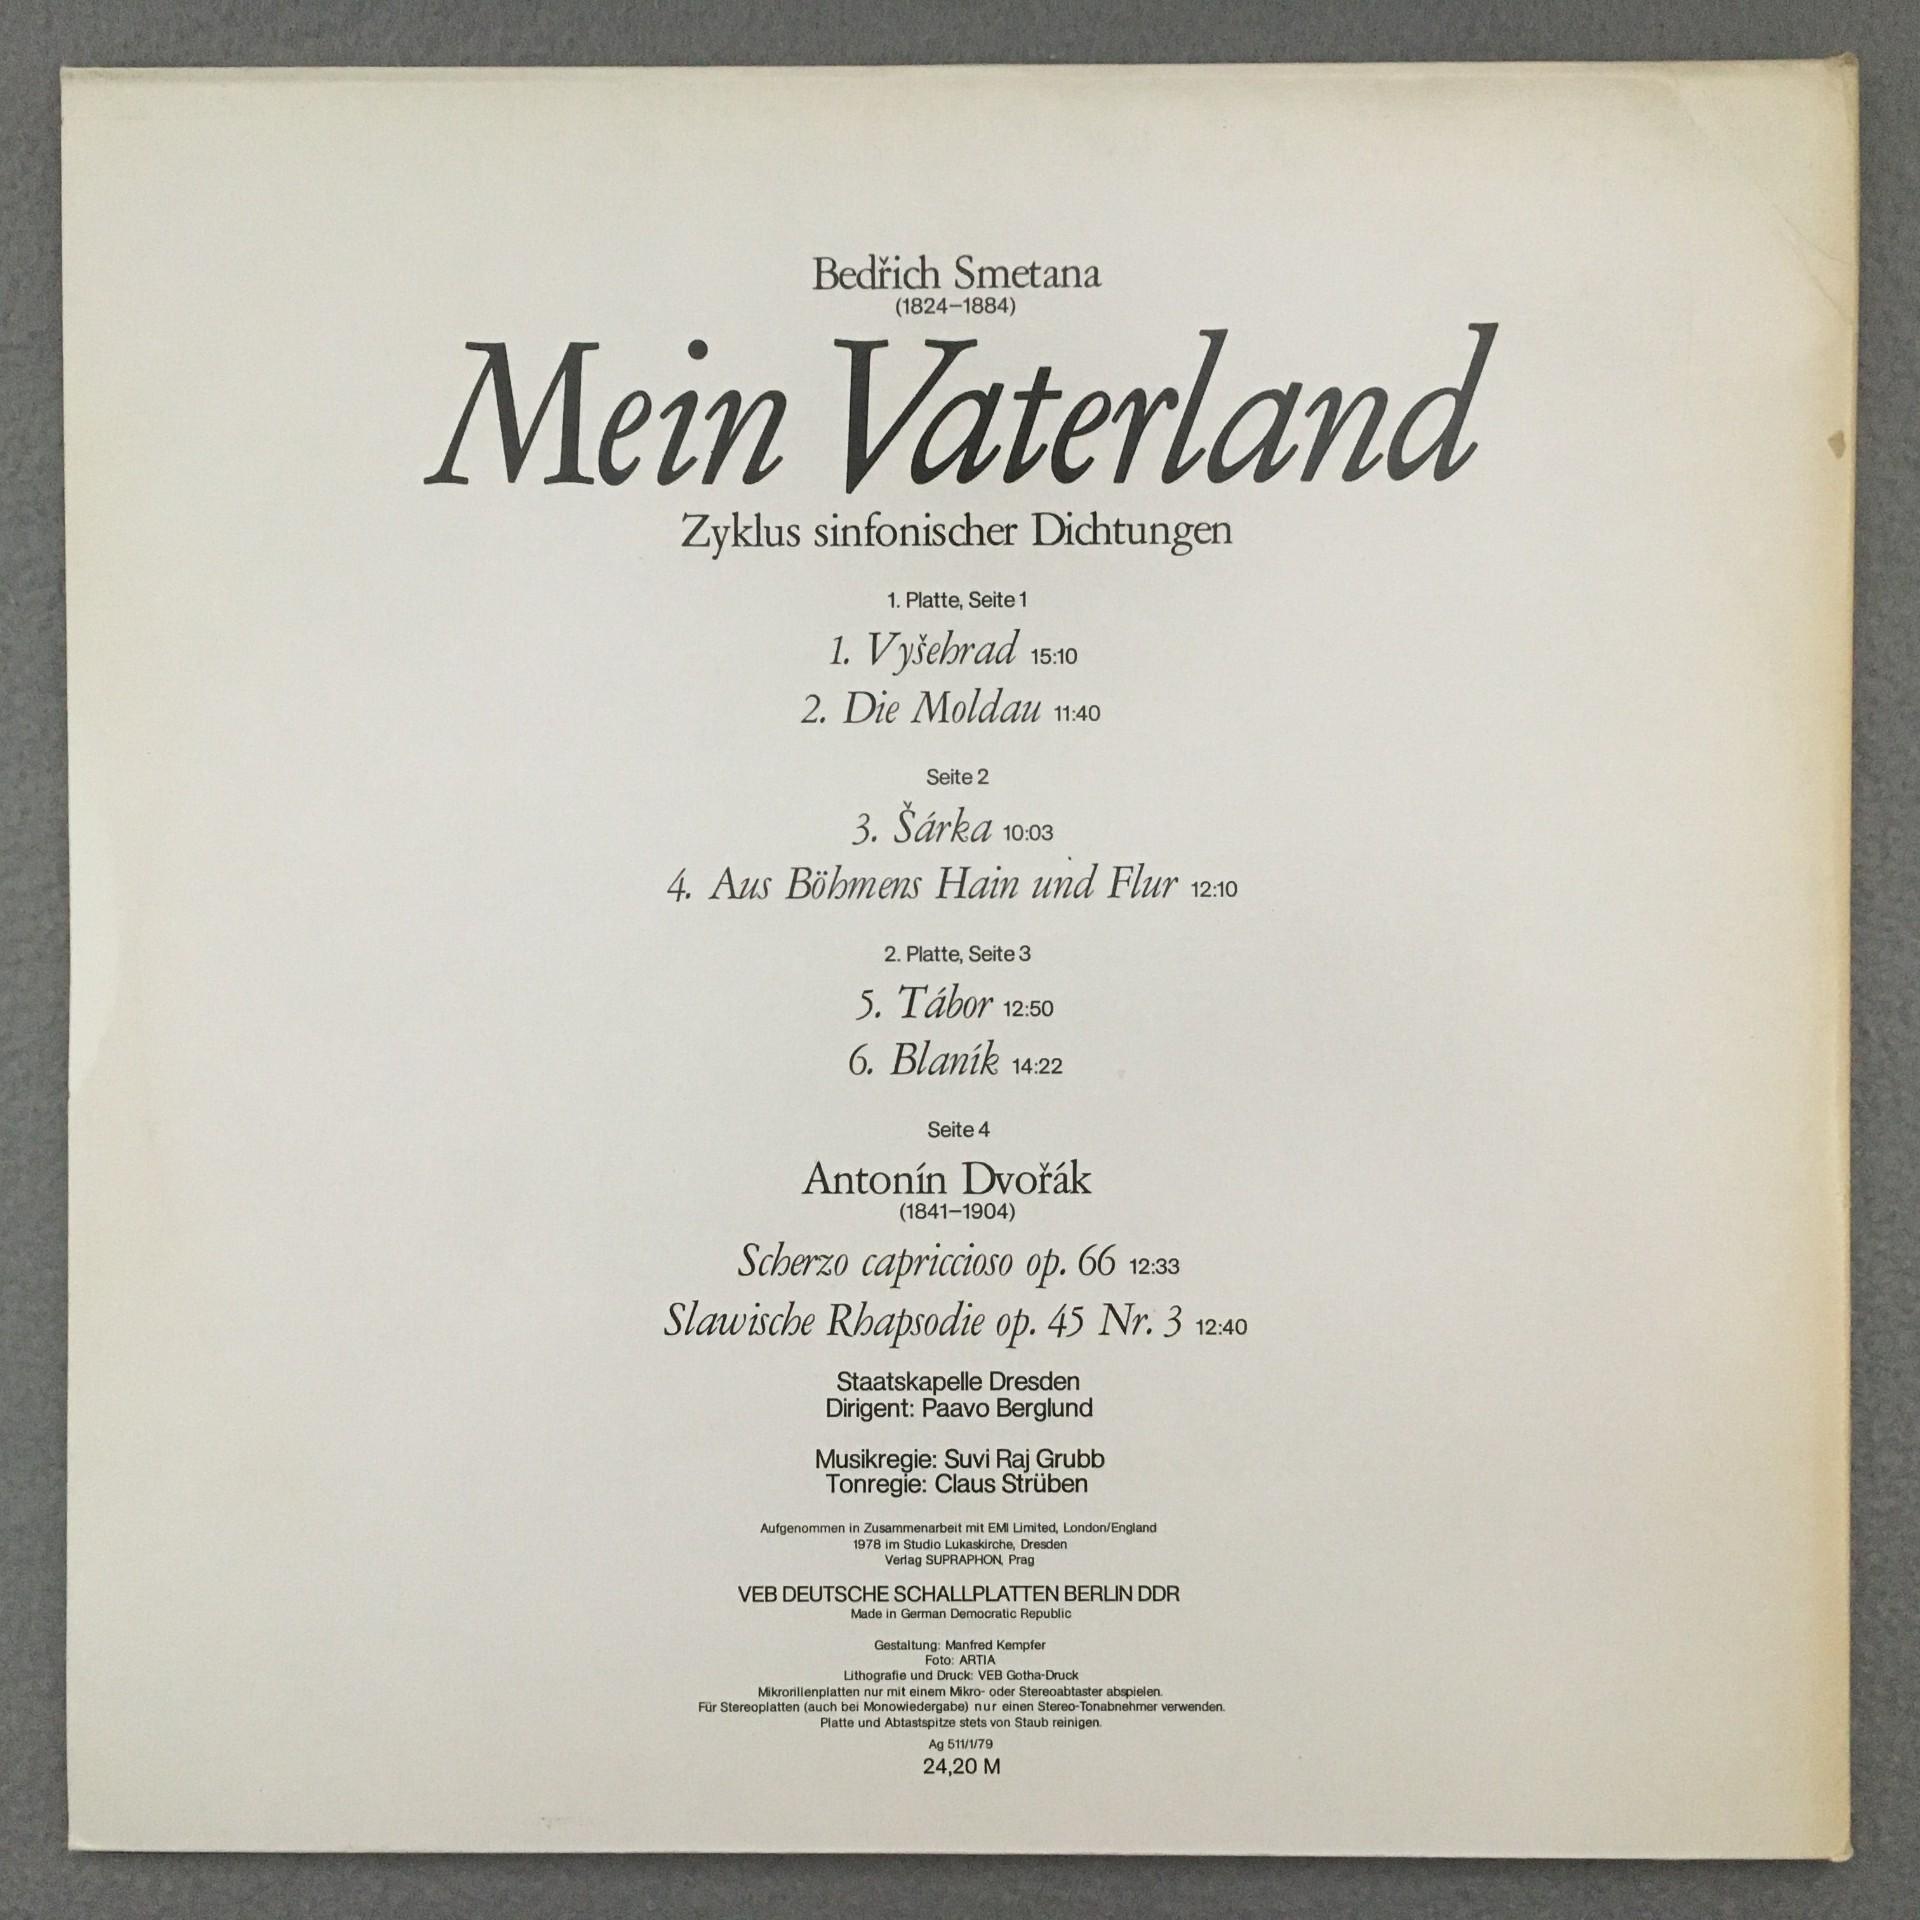 Bedřich Smetana
(1824–1884)
Mein Vaterland
Zyklus sinfonischer Dichtungen
1. Platte, Seite 1
1. Vyšehrad 15:10
2. Die Moldau 11:40
Seite 2
3. Šárka 10:03
4. Aus Böhmens Hain und Flur 12:10
2. Platte, Seite 3
5. Tábor 12:50
6. Blaník 14:22
Seite 4
Antonín Dvořák
(1841–1904)
Scherzo capriccioso op. 66 12:33
Slawische Rhapsodie op. 45 Nr. 3 12:40
Staatskapelle Dresden
Dirigent: Paavo Berglund
Musikregie: Suvi Raj Grubb
Tonregie: Claus Strüben
Aufgenommen in Zusammenarbeit mit EMI Limited, London/England
1978 im Studio Lukaskirche, Dresden
Verlag SUPRAPHON, Prag
VEB DEUTSCHE SCHALLPLATTEN BERLIN DDR
Made in German Democratic Republic
Gestaltung: Manfred Kempfer
Foto: ARTIA
Lithografie und Druck: VEB Gotha-Druck
Mikrorillenplatten nur mit einem Mikro- oder Stereoabtaster abspielen.
Für Stereoplatten (auch bei Monowiedergabe) nur einen Stereo-Tonabnehmer verwenden.
Platte und Abtastspitze stets von Staub reinigen.
Ag 511/1/79
24,20 M